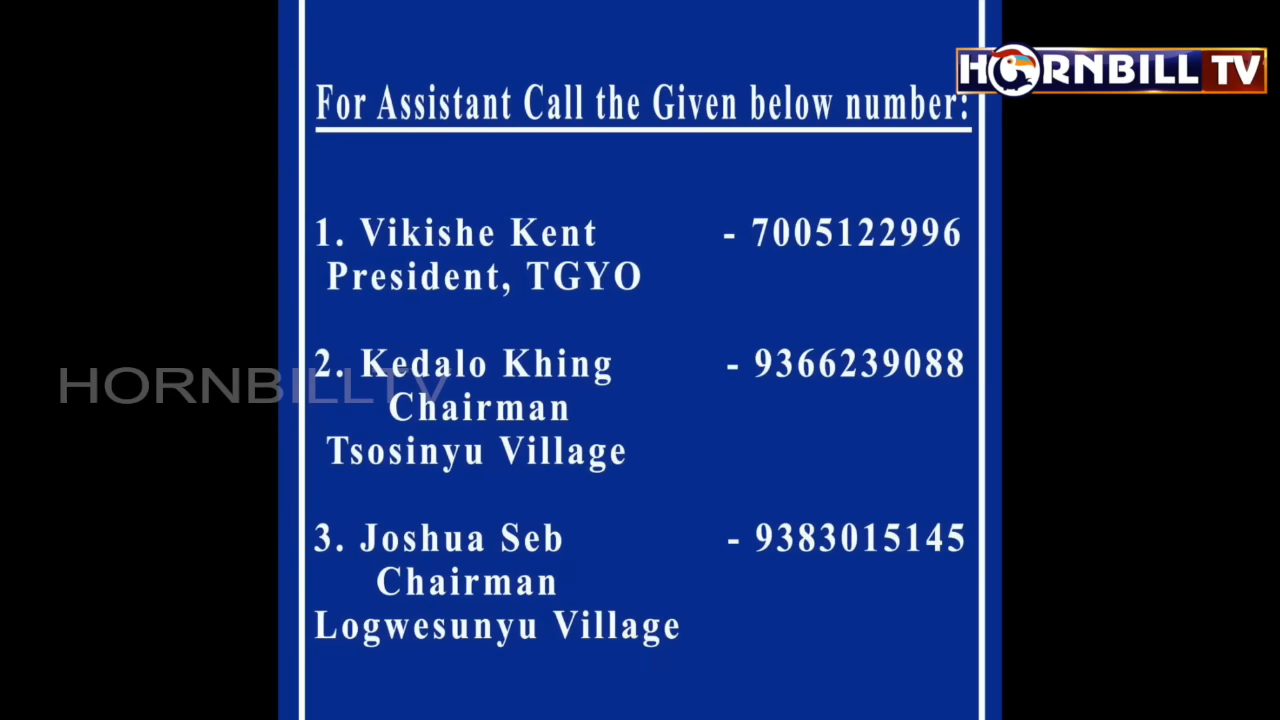 HORNBILL TV
For Assistant Call the Given below number:
1. Vikishe Kent - 7005122996
President, TGYO
2. Kedalo Khing - 9366239088
HORNBILLTV
Chairman
Tsosinyu Village
3. Joshua Seb - 9383015145
Chairman
Logwesunyu Village